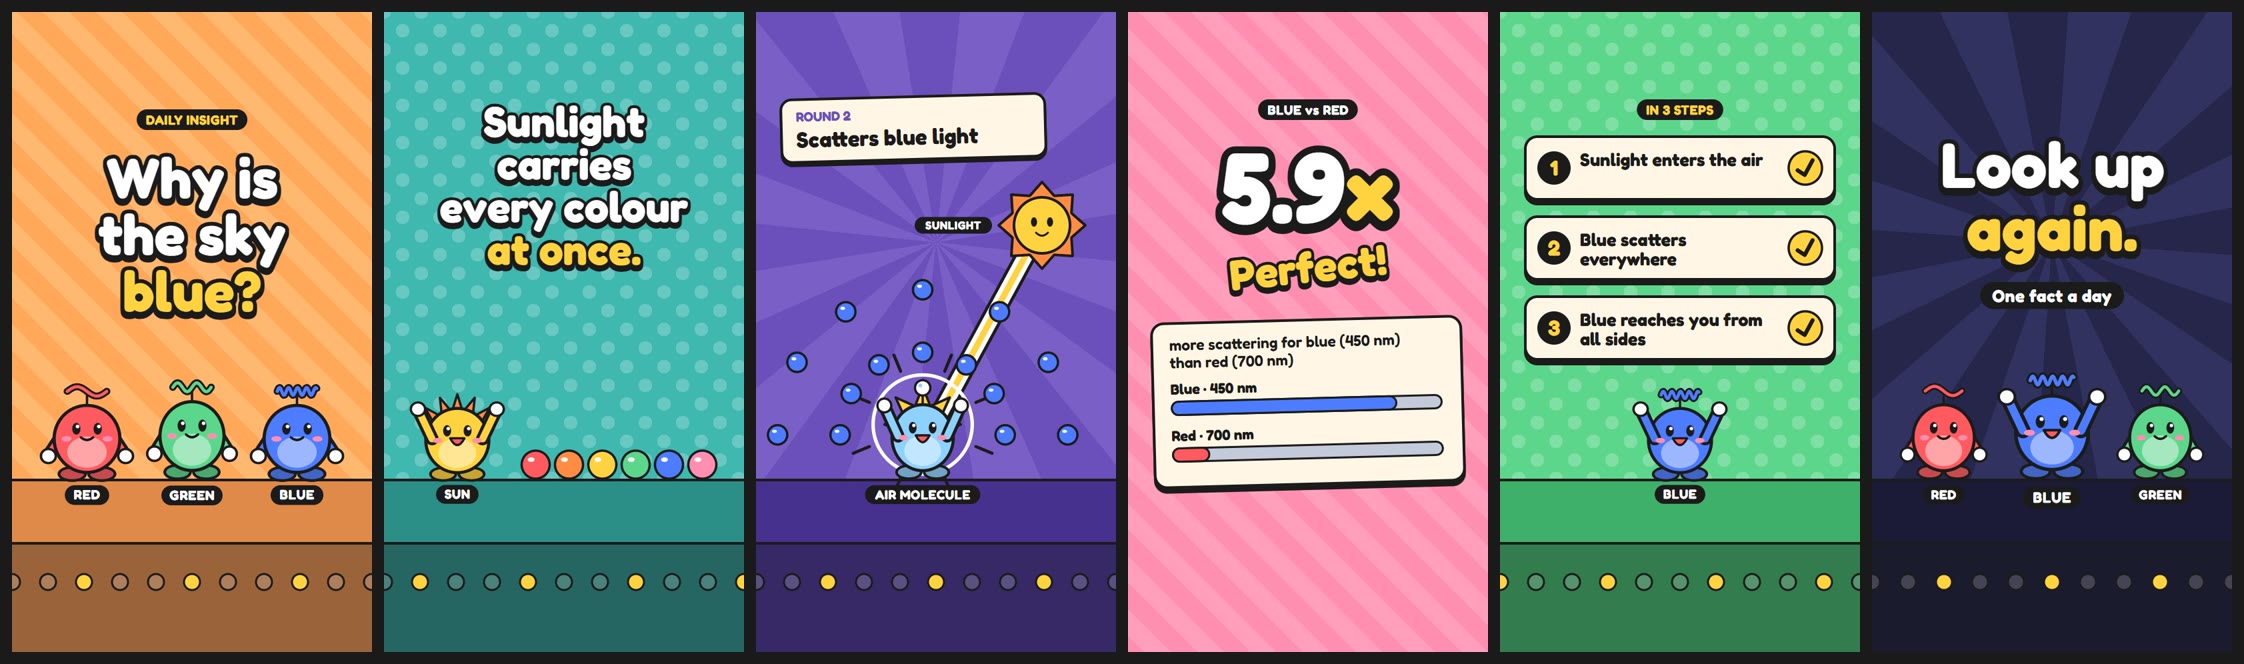 DAILY INSIGHT
Why is
the sky
blue?
RED
GREEN
BLUE
Sunlight
carries
every colour
at once.
SUN
ROUND 2
Scatters blue light
SUNLIGHT
AIR MOLECULE
BLUE vs RED
5.9x
Perfect!
more scattering for blue (450 nm)
than red (700 nm)
Blue · 450 nm
Red · 700 nm
IN 3 STEPS
1 Sunlight enters the air
2 Blue scatters
everywhere
3 Blue reaches you from
all sides
BLUE
Look up
again.
One fact a day
RED
BLUE
GREEN